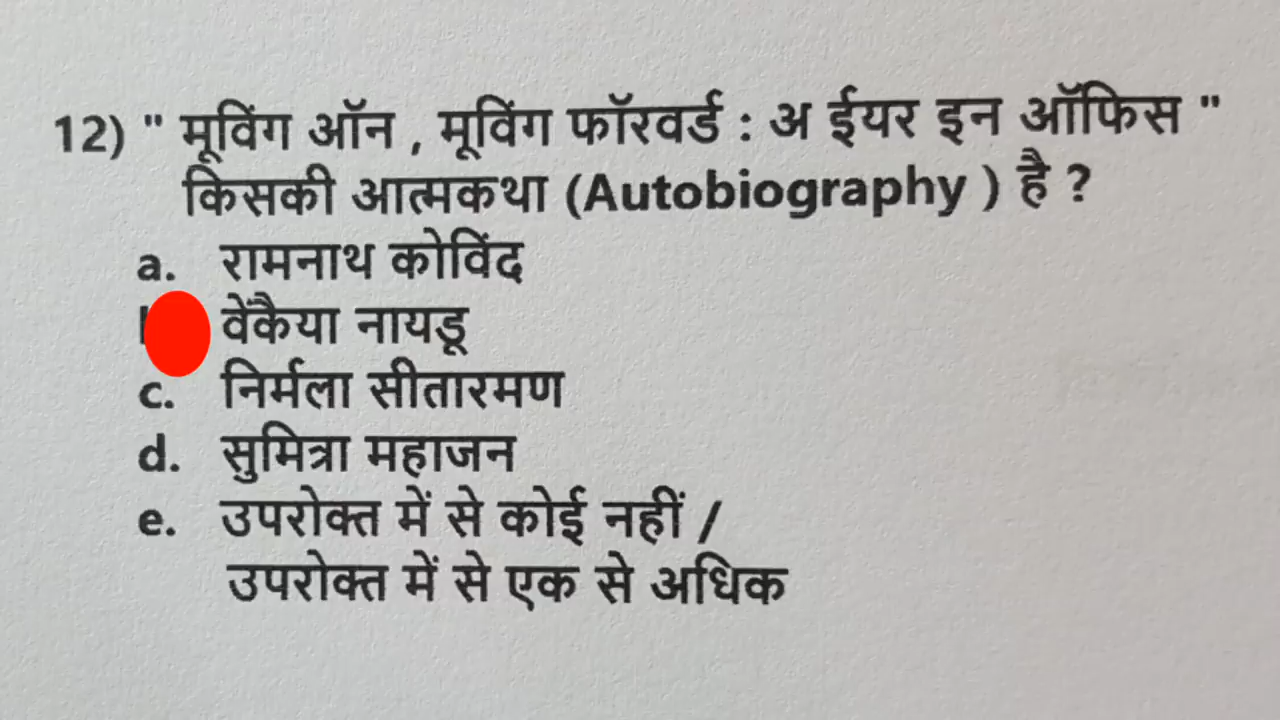 12) " मूविंग ऑन , मूविंग फॉरवर्ड : अ ईयर इन ऑफिस "
किसकी आत्मकथा (Autobiography ) है ?
a. रामनाथ कोविंद
वेंकैया नायडू
c. निर्मला सीतारमण
d. सुमित्रा महाजन
e. उपरोक्त में से कोई नहीं /
उपरोक्त में से एक से अधिक